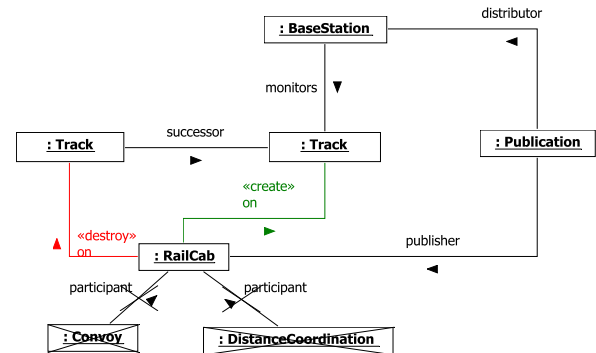 distributor
: BaseStation
monitors
successor
: Track
: Track
: Publication
«create»
on
«destroy»
on
publisher
: RailCab
participant
participant
: Convoy
: DistanceCoordination